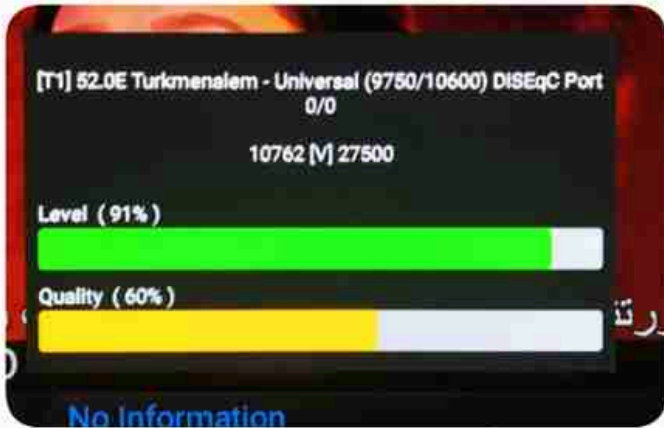 [T1] 52.0E Turkmenalem - Universal (9750/10600) DiSEqC Port
0/0
10762 [V] 27500
Level ( 91% )
Quality ( 60% )
No Information